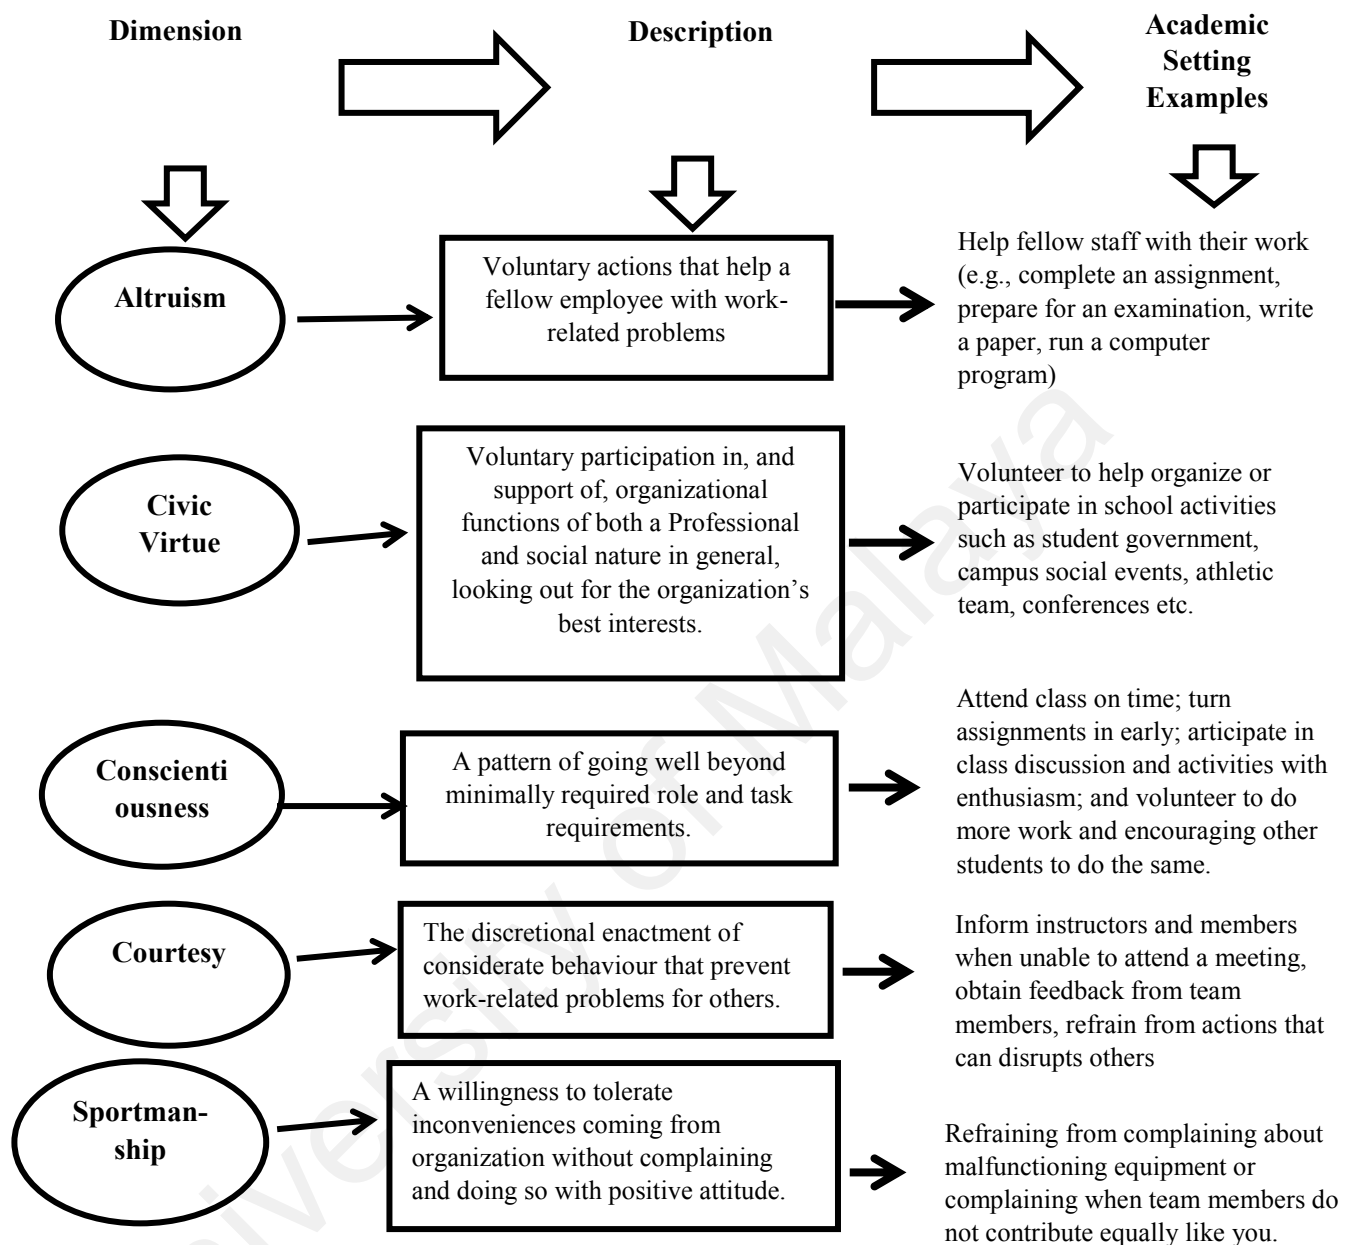 Dimension
Description
Academic
Setting
Examples
Altruism
Voluntary actions that help a
fellow employee with work-
related problems
Help fellow staff with their work
(e.g., complete an assignment,
prepare for an examination, write
a paper, run a computer
program)
Civic
Virtue
Voluntary participation in, and
support of, organizational
functions of both a Professional
and social nature in general,
looking out for the organization’s
best interests.
Volunteer to help organize or
participate in school activities
such as student government,
campus social events, athletic
team, conferences etc.
Conscienti
ousness
A pattern of going well beyond
minimally required role and task
requirements.
Attend class on time; turn
assignments in early; articipate in
class discussion and activities with
enthusiasm; and volunteer to do
more work and encouraging other
students to do the same.
Courtesy
The discretional enactment of
considerate behaviour that prevent
work-related problems for others.
Inform instructors and members
when unable to attend a meeting,
obtain feedback from team
members, refrain from actions that
can disrupts others
Sportman-
ship
A willingness to tolerate
inconveniences coming from
organization without complaining
and doing so with positive attitude.
Refraining from complaining about
malfunctioning equipment or
complaining when team members do
not contribute equally like you.
University of Malaya